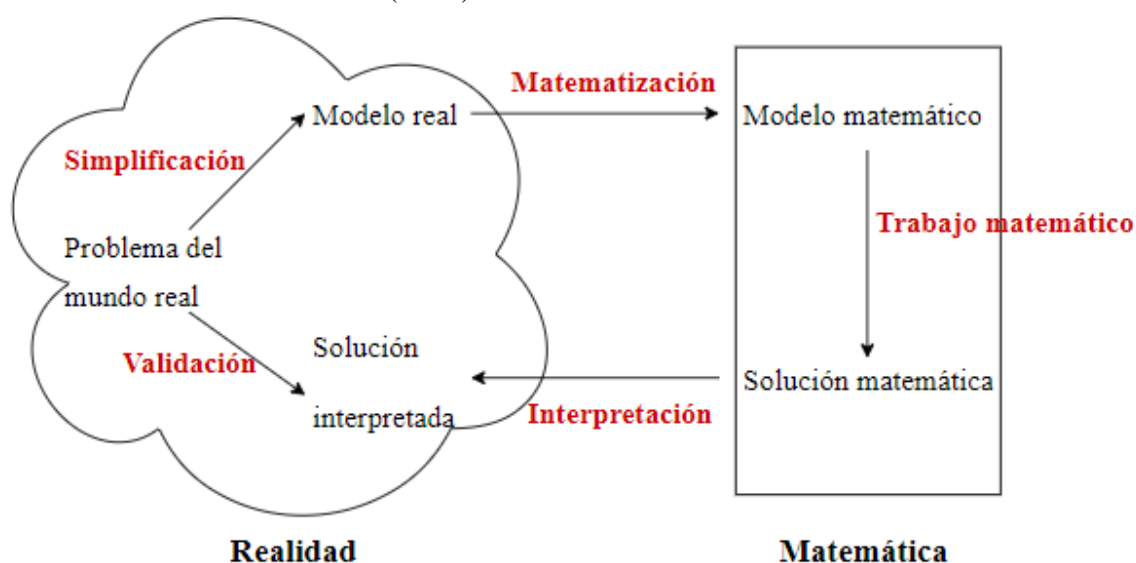 Matematización
Modelo real
Modelo matemático
Simplificación
Trabajo matemático
Problema del
mundo real
Solución
Validación
Solución matemática
interpretada
Interpretación
Realidad
Matemática